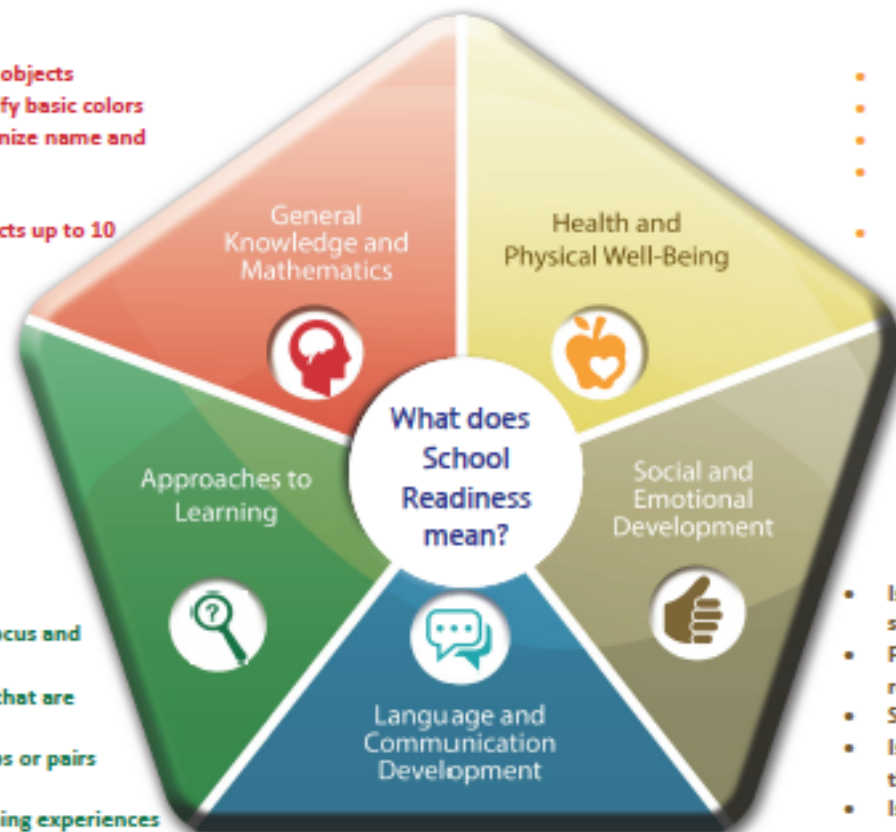 objects
fy basic colors
nize name and
cts up to 10
General
Knowledge and
Mathematics
Health and
Physical Well-Being
What does
School
Readiness
mean?
Approaches to
Learning
Social and
Emotional
Development
ocus and
that are
s or pairs
ing experiences
Language and
Communication
Development